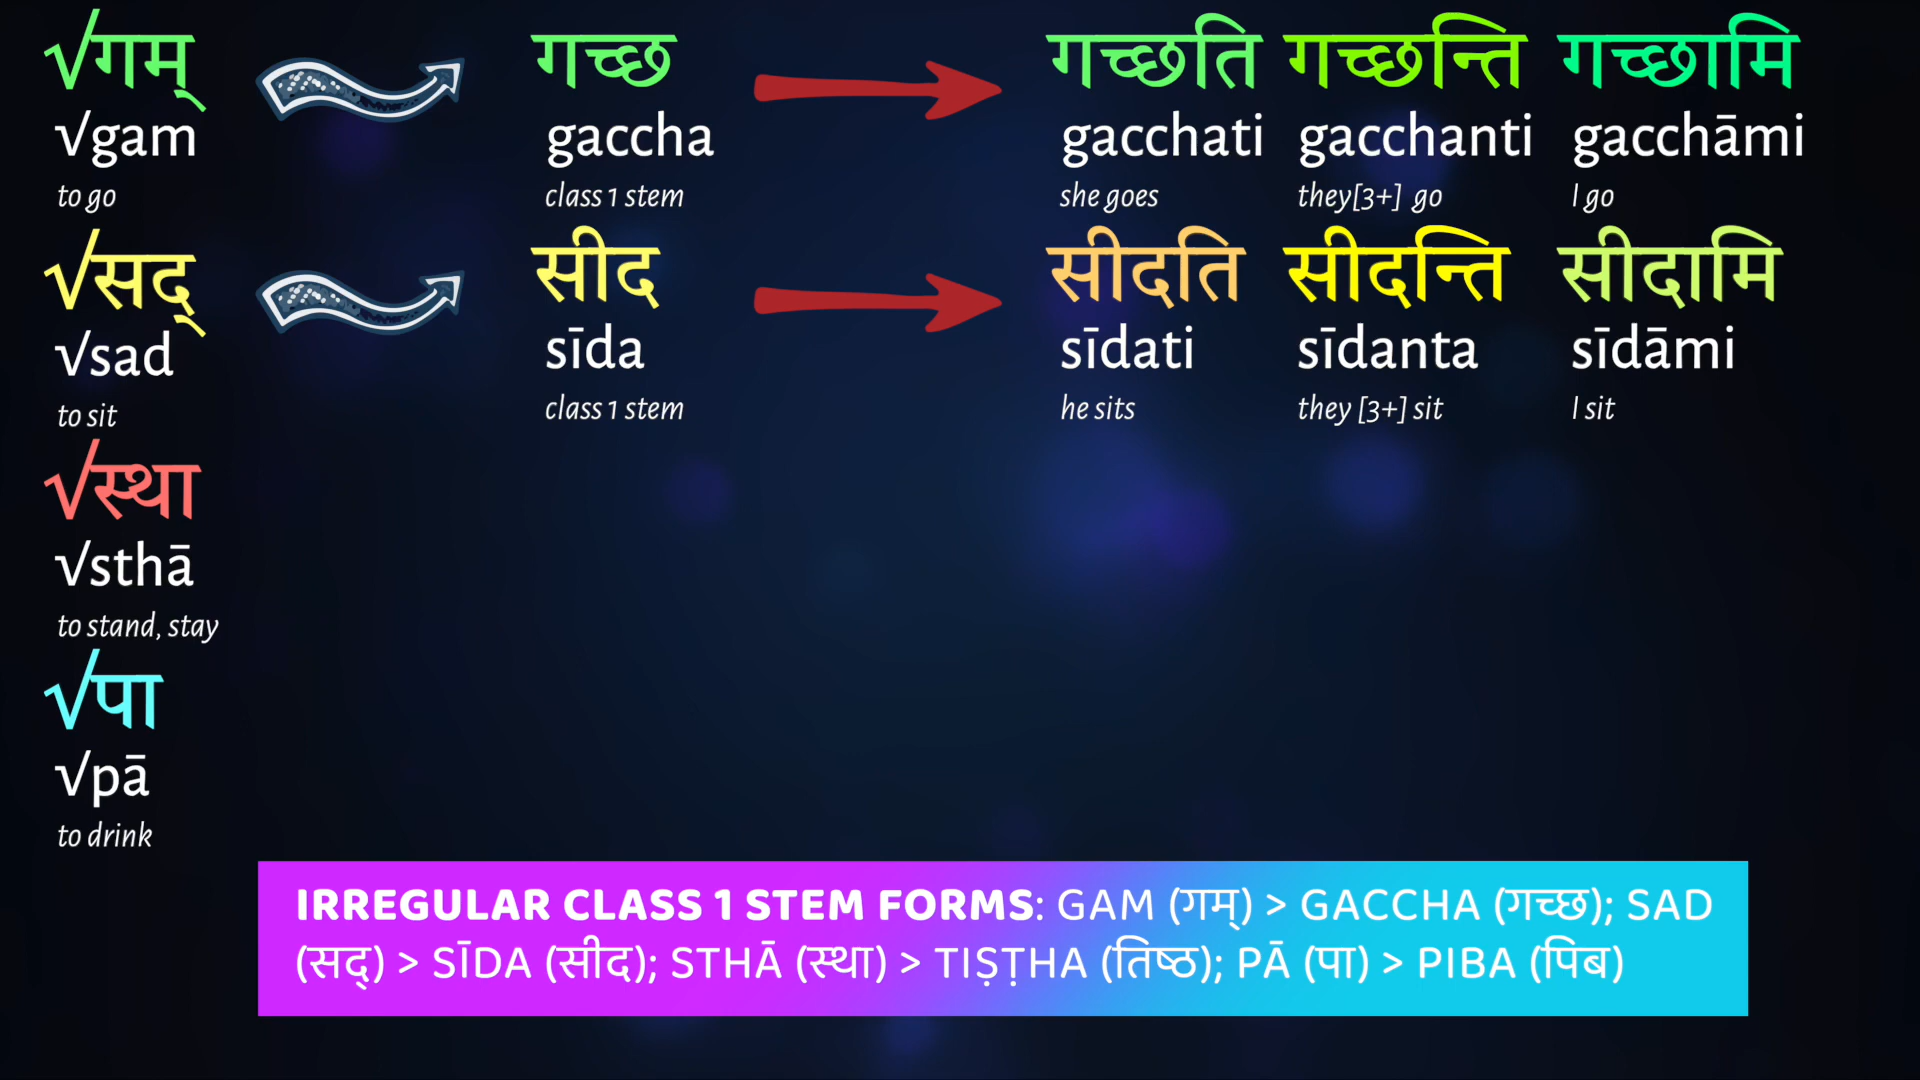 √गम् गच्छ गच्छति गच्छन्ति गच्छामि
√gam gaccha gacchati gacchanti gacchāmi
to go class 1 stem she goes they[3+] go I go
√सद् सीद सीदति सीदन्ति सीदामि
√sad sīda sīdati sīdanta sīdāmi
to sit class 1 stem he sits they [3+] sit I sit
√स्था
√sthā
to stand, stay
√पा
√pā
to drink
IRREGULAR CLASS 1 STEM FORMS: GAM (गम्) > GACCHA (गच्छ); SAD
(सद्) > SĪDA (सीद); STHĀ (स्था) > TIṢṬHA (तिष्ठ); PĀ (पा) > PIBA (पिब)